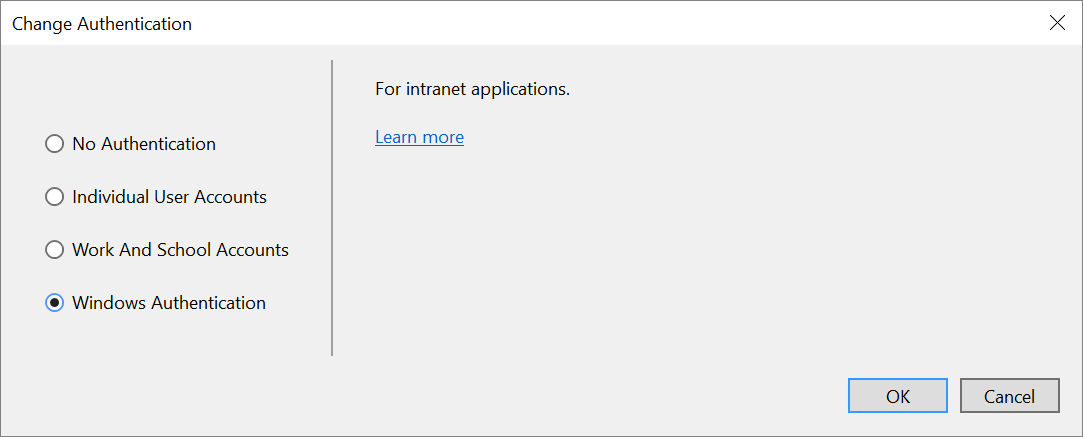 Change Authentication
No Authentication
Individual User Accounts
Work And School Accounts
Windows Authentication
For intranet applications.
Learn more
OK
Cancel